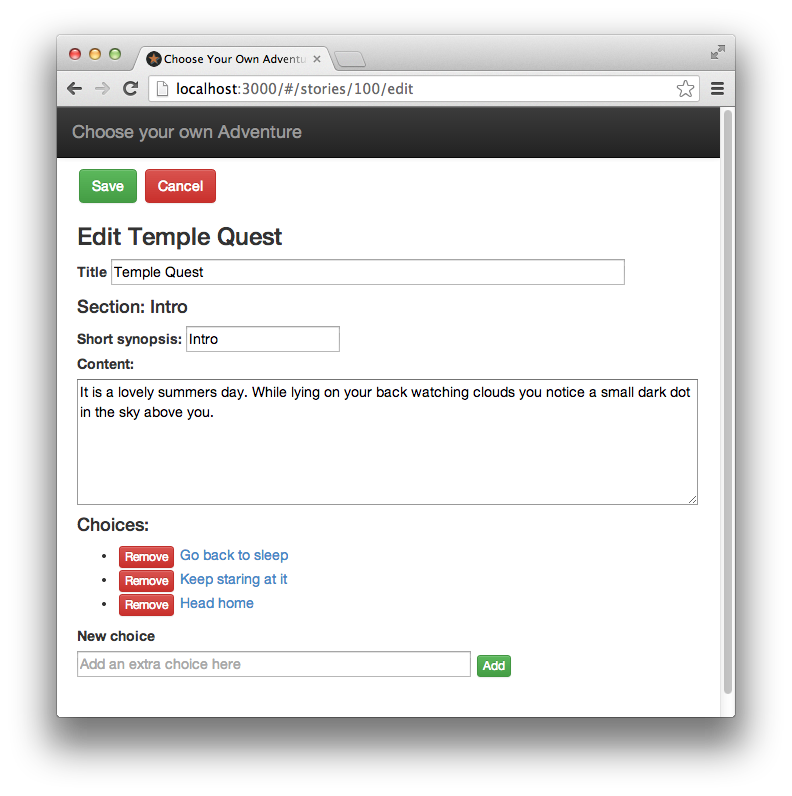 Choose Your Own Adventu
localhost:3000/#/stories/100/edit
Choose your own Adventure
Save Cancel
Edit Temple Quest
Title Temple Quest
Section: Intro
Short synopsis: Intro
Content:
It is a lovely summers day. While lying on your back watching clouds you notice a small dark dot
in the sky above you.
Choices:
• Remove Go back to sleep
• Remove Keep staring at it
• Remove Head home
New choice
Add an extra choice here Add